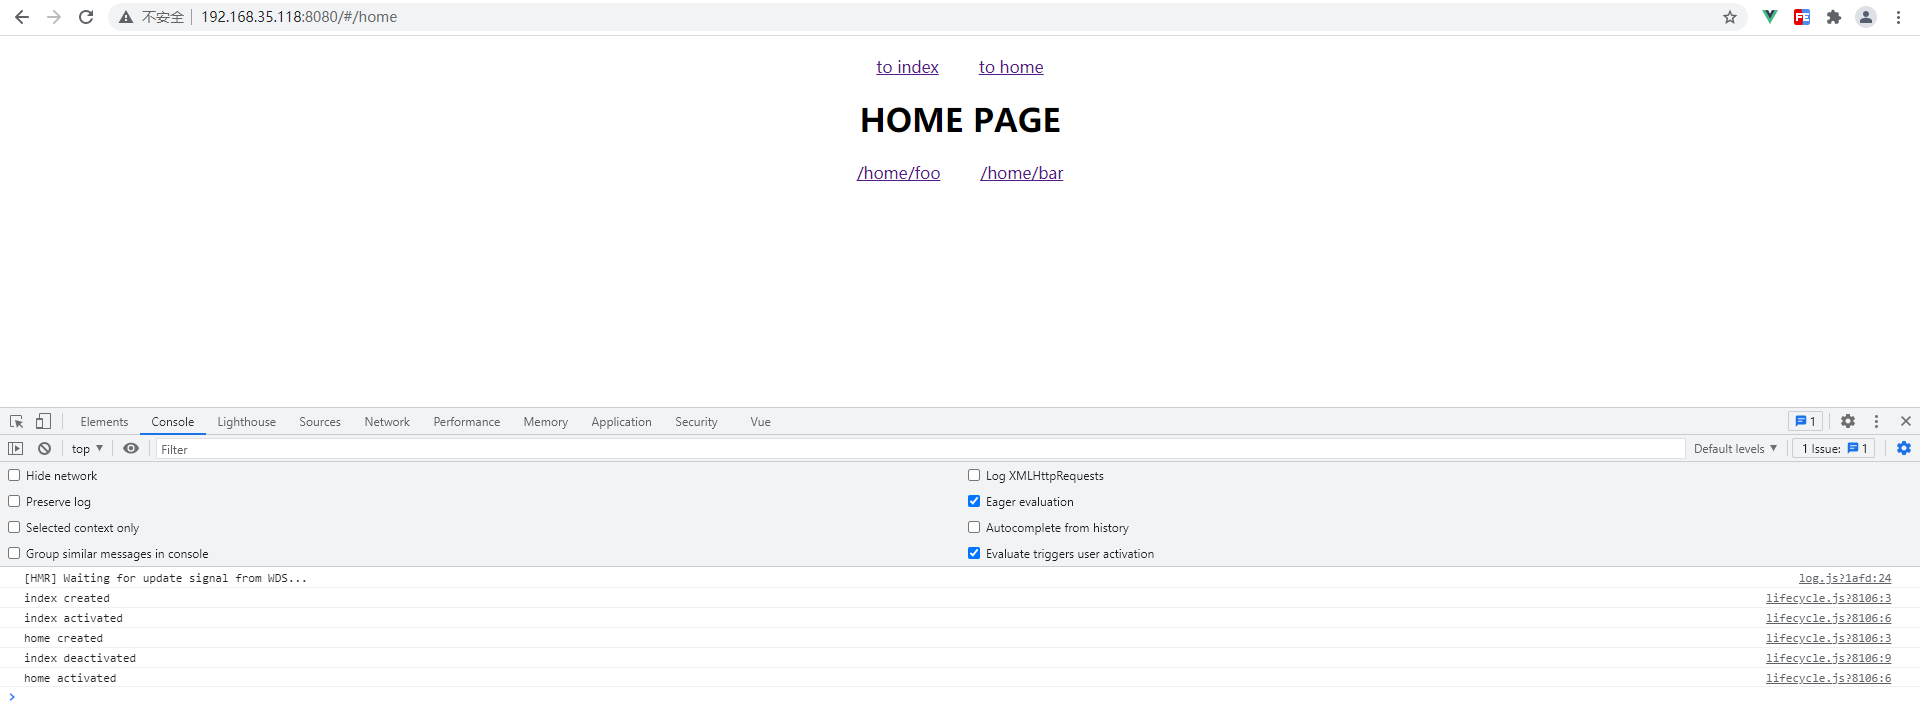 不安全 192.168.35.118:8080/#/home
to index to home
HOME PAGE
/home/foo /home/bar
Elements Console Lighthouse Sources Network Performance Memory Application Security Vue 1
top Filter Default levels 1 Issue: 1
Hide network Log XMLHttpRequests
Preserve log Eager evaluation
Selected context only Autocomplete from history
Group similar messages in console Evaluate triggers user activation
[HMR] Waiting for update signal from WDS... log.js?1afd:24
index created lifecycle.js?8106:3
index activated lifecycle.js?8106:6
home created lifecycle.js?8106:3
index deactivated lifecycle.js?8106:9
home activated lifecycle.js?8106:6